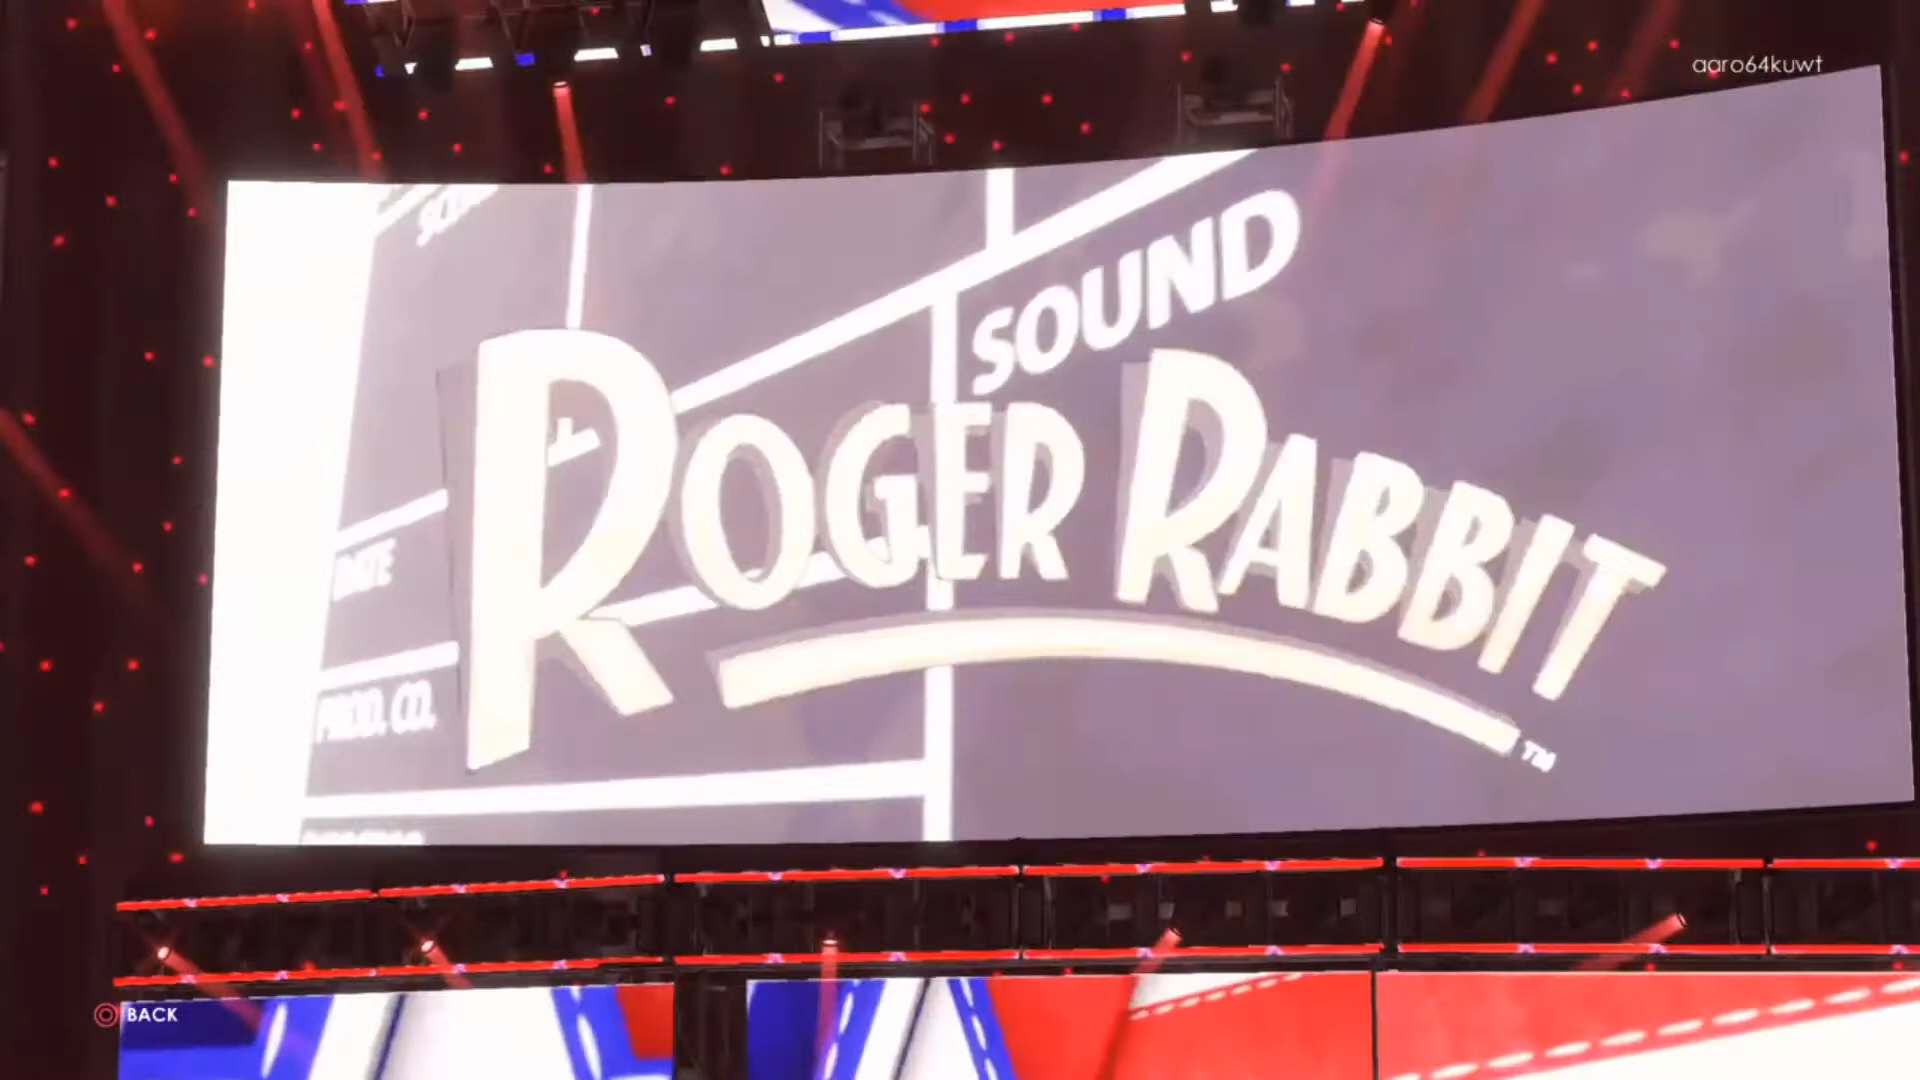 aaro64kuwt
SOUND
ROGER RABBIT
DATE
PROD. CO.
TM
BACK